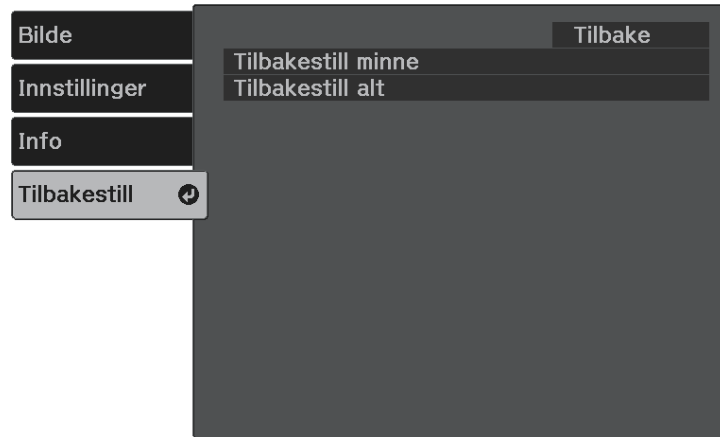 Bilde
Innstillinger
Info
Tilbakestill
Tilbake
Tilbakestill minne
Tilbakestill alt